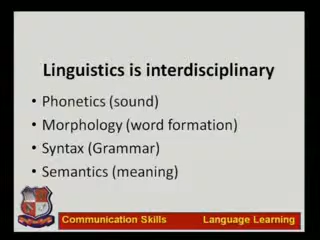 Linguistics is interdisciplinary
• Phonetics (sound)
• Morphology (word formation)
• Syntax (Grammar)
• Semantics (meaning)
Communication Skills Language Learning